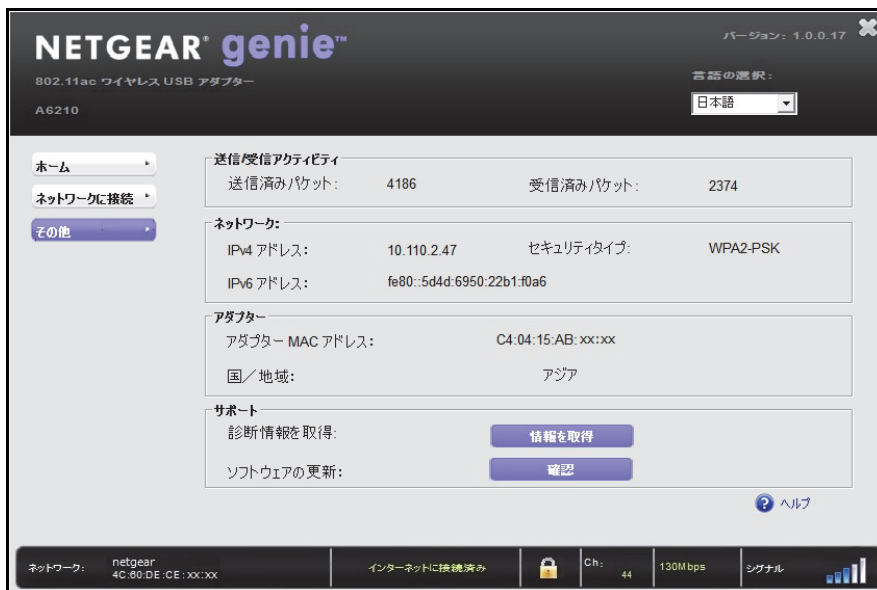 NETGEAR® genie™
バージョン: 1.0.0.17
802.11ac ワイヤレス USB アダプター
A6210
言語の選択:
日本語
ホーム
ネットワークに接続
その他
送信/受信アクティビティ
送信済みパケット: 4186 受信済みパケット: 2374
ネットワーク:
IPv4 アドレス: 10.110.2.47 セキュリティタイプ: WPA2-PSK
IPv6 アドレス: fe80::5d4d:6950:22b1:f0a6
アダプター
アダプター MAC アドレス: C4:04:15:AB:xx:xx
国/地域: アジア
サポート
診断情報を取得: 情報を取得
ソフトウェアの更新: 確認
ヘルプ
ネットワーク: netgear
4C:60:DE:CE:xx:xx
インターネットに接続済み
Ch: 44
130Mbps
シグナル